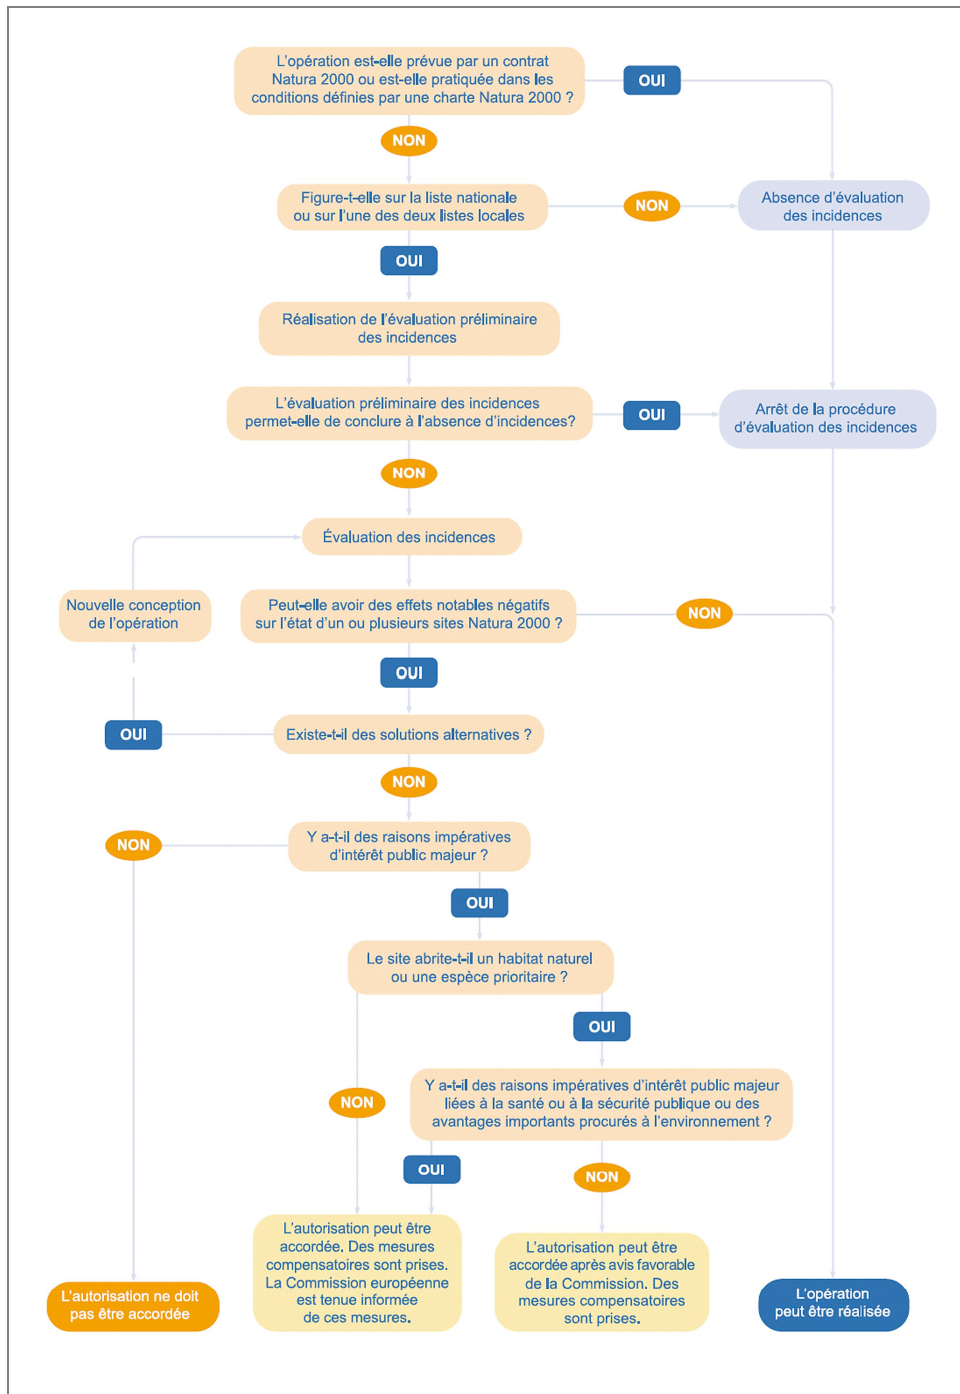 L'opération est-elle prévue par un contrat
Natura 2000 ou est-elle pratiquée dans les
conditions définies par une charte Natura 2000 ?
OUI
NON
Figure-t-elle sur la liste nationale
ou sur l'une des deux listes locales
NON
Absence d'évaluation
des incidences
OUI
Réalisation de l'évaluation préliminaire
des incidences
L'évaluation préliminaire des incidences
permet-elle de conclure à l'absence d'incidences?
OUI
Arrêt de la procédure
d'évaluation des incidences
NON
Évaluation des incidences
Nouvelle conception
de l'opération
Peut-elle avoir des effets notables négatifs
sur l'état d'un ou plusieurs sites Natura 2000 ?
NON
OUI
OUI
Existe-t-il des solutions alternatives ?
NON
NON
Y a-t-il des raisons impératives
d'intérêt public majeur ?
OUI
Le site abrite-t-il un habitat naturel
ou une espèce prioritaire ?
OUI
NON
Y a-t-il des raisons impératives d'intérêt public majeur
liées à la santé ou à la sécurité publique ou des
avantages importants procurés à l'environnement ?
OUI
NON
L'autorisation ne doit
pas être accordée
L'autorisation peut être
accordée. Des mesures
compensatoires sont prises.
La Commission européenne
est tenue informée
de ces mesures.
L'autorisation peut être
accordée après avis favorable
de la Commission. Des
mesures compensatoires
sont prises.
L'opération
peut être réalisée